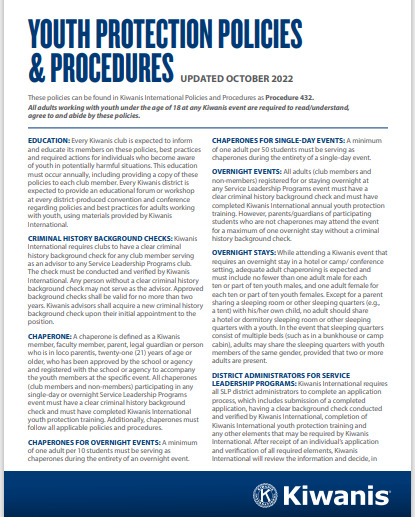 YOUTH PROTECTION POLICIES
& PROCEDURES UPDATED OCTOBER 2022
These policies can be found in Kiwanis International Policies and Procedures as Procedure 432.
All adults working with youth under the age of 18 at any Kiwanis event are required to read/understand,
agree to and abide by these policies.
EDUCATION: Every Kiwanis club is expected to inform
and educate its members on these policies, best practices
and required actions for individuals who become aware
of youth in potentially harmful situations. This education
must occur annually, including providing a copy of these
policies to each club member. Every Kiwanis district is
expected to provide an educational forum or workshop
at every district-produced convention and conference
regarding policies and best practices for adults working
with youth, using materials provided by Kiwanis
International.
CRIMINAL HISTORY BACKGROUND CHECKS: Kiwanis
International requires clubs to have a clear criminal
history background check for any club member serving
as an advisor to any Service Leadership Programs club.
The check must be conducted and verified by Kiwanis
International. Any person without a clear criminal history
background check may not serve as the advisor. Approved
background checks shall be valid for no more than two
years. Kiwanis advisors shall acquire a new criminal history
background check upon their initial appointment to the
position.
CHAPERONE: A chaperone is defined as a Kiwanis
member, faculty member, parent, legal guardian or person
who is in loco parentis, twenty-one (21) years of age or
older, who has been approved by the school or agency
and registered with the school or agency to accompany
the youth members at the specific event. All chaperones
(club members and non-members) participating in any
single-day or overnight Service Leadership Programs
event must have a clear criminal history background
check and must have completed Kiwanis International
youth protection training. Additionally, chaperones must
follow all applicable policies and procedures.
CHAPERONES FOR OVERNIGHT EVENTS: A minimum
of one adult per 10 students must be serving as
chaperones during the entirety of an overnight event.
CHAPERONES FOR SINGLE-DAY EVENTS: A minimum
of one adult per 50 students must be serving as
chaperones during the entirety of a single-day event.
OVERNIGHT EVENTS: All adults (club members and
non-members) registered for or staying overnight at
any Service Leadership Programs event must have a
clear criminal history background check and must have
completed Kiwanis International annual youth protection
training. However, parents/guardians of participating
students who are not chaperones may attend the event
for a maximum of one overnight stay without a criminal
history background check.
OVERNIGHT STAYS: While attending a Kiwanis event that
requires an overnight stay in a hotel or camp/ conference
setting, adequate adult chaperoning is expected and
must include no fewer than one adult male for each
ten or part of ten youth males, and one adult female for
each ten or part of ten youth females. Except for a parent
sharing a sleeping room or other sleeping quarters (e.g.,
a tent) with his/her own child, no adult should share
a hotel or dormitory sleeping room or other sleeping
quarters with a youth. In the event that sleeping quarters
consist of multiple beds (such as in a bunkhouse or camp
cabin), adults may share the sleeping quarters with youth
members of the same gender, provided that two or more
adults are present.
DISTRICT ADMINISTRATORS FOR SERVICE
LEADERSHIP PROGRAMS: Kiwanis International requires
all SLP district administrators to complete an application
process, which includes submission of a completed
application, having a clear background check conducted
and verified by Kiwanis International, completion of
Kiwanis International youth protection training and
any other elements that may be required by Kiwanis
International. After receipt of an individual's application
and verification of all required elements, Kiwanis
International will review the information and decide, in
Kiwanis